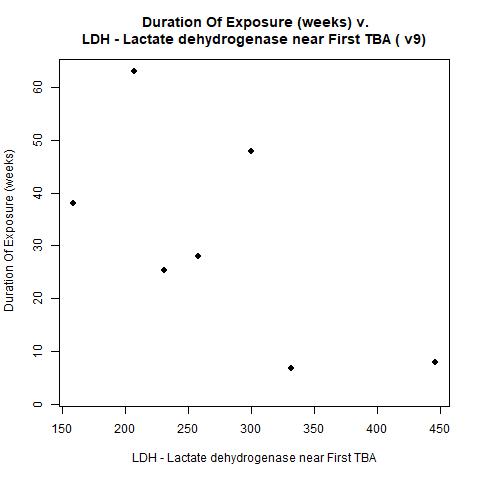 Duration Of Exposure (weeks) v.
LDH - Lactate dehydrogenase near First TBA ( v9)
Duration Of Exposure (weeks)
60
50
40
30
20
10
0
150 200 250 300 350 400 450
LDH - Lactate dehydrogenase near First TBA